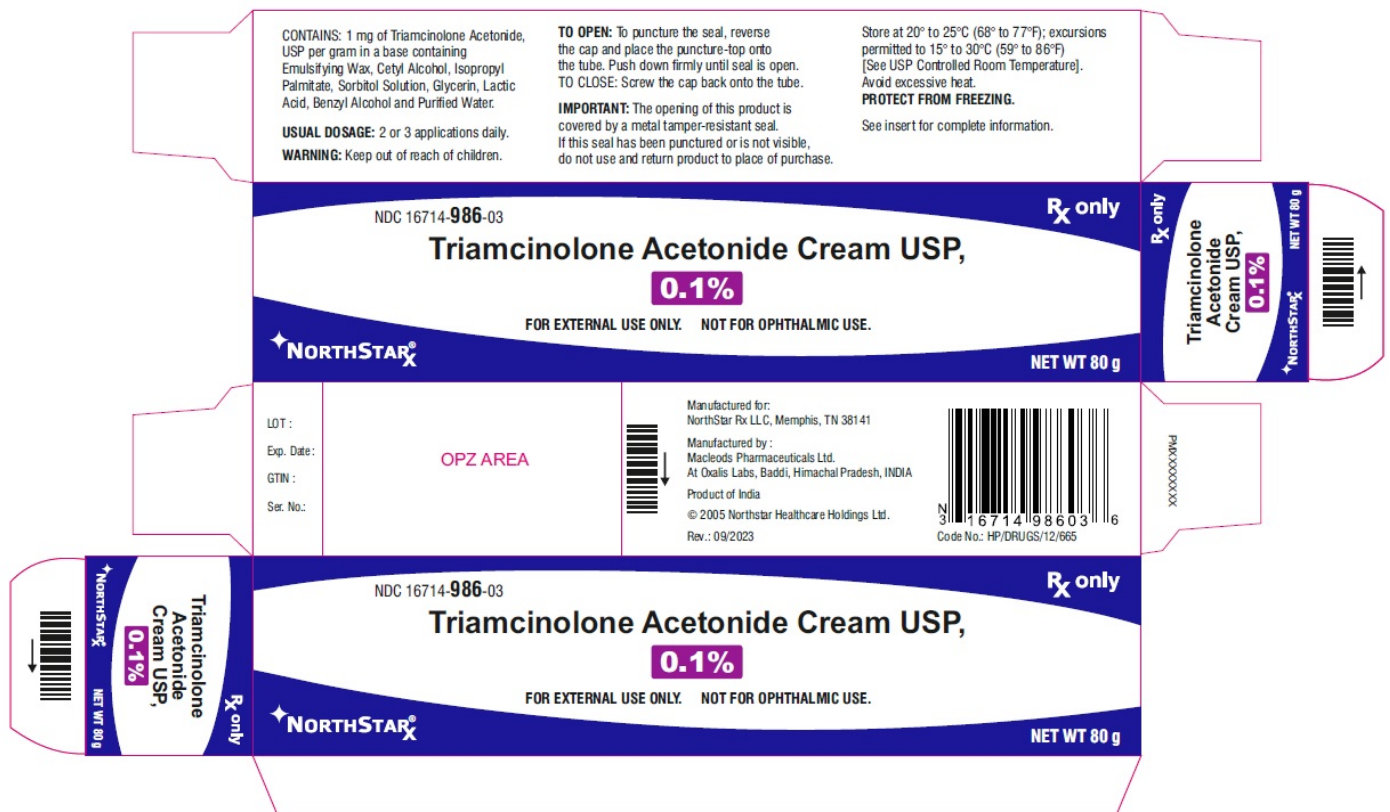 CONTAINS: 1 mg of Triamcinolone Acetonide,
USP per gram in a base containing
Emulsifying Wax, Cetyl Alcohol, Isopropyl
Palmitate, Sorbitol Solution, Glycerin, Lactic
Acid, Benzyl Alcohol and Purified Water.
USUAL DOSAGE: 2 or 3 applications daily.
WARNING: Keep out of reach of children.
TO OPEN: To puncture the seal, reverse
the cap and place the puncture-top onto
the tube. Push down firmly until seal is open.
TO CLOSE: Screw the cap back onto the tube.
IMPORTANT: The opening of this product is
covered by a metal tamper-resistant seal.
If this seal has been punctured or is not visible,
do not use and return product to place of purchase.
Store at 20° to 25°C (68° to 77°F); excursions
permitted to 15° to 30°C (59° to 86°F)
[See USP Controlled Room Temperature].
Avoid excessive heat.
PROTECT FROM FREEZING.
See insert for complete information.
NDC 16714-986-03
Rx only
Triamcinolone Acetonide Cream USP,
0.1%
FOR EXTERNAL USE ONLY. NOT FOR OPHTHALMIC USE.
NORTHSTARx®
NET WT 80 g
Rx only
Triamcinolone
Acetonide
Cream USP,
0.1%
NORTHSTARx®
NET WT 80 g
LOT :
Exp. Date:
GTIN :
Ser. No.:
OPZ AREA
Manufactured for:
NorthStar Rx LLC, Memphis, TN 38141
Manufactured by :
Macleods Pharmaceuticals Ltd.
At Oxalis Labs, Baddi, Himachal Pradesh, INDIA
Product of India
© 2005 Northstar Healthcare Holdings Ltd.
Rev.: 09/2023
N
3 16714 98603 6
Code No.: HP/DRUGS/12/665
PMXXXXXXXX
Rx only
Triamcinolone
Acetonide
Cream USP,
0.1%
NORTHSTARx®
NET WT 80 g
NDC 16714-986-03
Rx only
Triamcinolone Acetonide Cream USP,
0.1%
FOR EXTERNAL USE ONLY. NOT FOR OPHTHALMIC USE.
NORTHSTARx®
NET WT 80 g